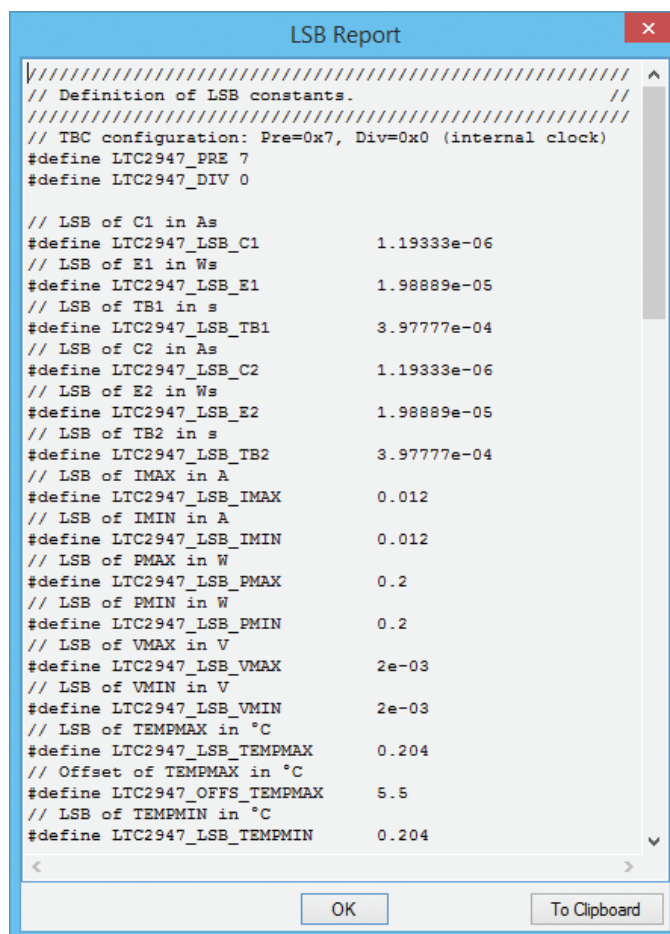 LSB Report
//////////////////////////////////////////////////////////
// Definition of LSB constants.                         //
//////////////////////////////////////////////////////////
// TBC configuration: Pre=0x7, Div=0x0 (internal clock)
#define LTC2947_PRE 7
#define LTC2947_DIV 0

// LSB of C1 in As
#define LTC2947_LSB_C1          1.19333e-06
// LSB of E1 in Ws
#define LTC2947_LSB_E1          1.98889e-05
// LSB of TB1 in s
#define LTC2947_LSB_TB1         3.97777e-04
// LSB of C2 in As
#define LTC2947_LSB_C2          1.19333e-06
// LSB of E2 in Ws
#define LTC2947_LSB_E2          1.98889e-05
// LSB of TB2 in s
#define LTC2947_LSB_TB2         3.97777e-04
// LSB of IMAX in A
#define LTC2947_LSB_IMAX        0.012
// LSB of IMIN in A
#define LTC2947_LSB_IMIN        0.012
// LSB of PMAX in W
#define LTC2947_LSB_PMAX        0.2
// LSB of PMIN in W
#define LTC2947_LSB_PMIN        0.2
// LSB of VMAX in V
#define LTC2947_LSB_VMAX        2e-03
// LSB of VMIN in V
#define LTC2947_LSB_VMIN        2e-03
// LSB of TEMPMAX in °C
#define LTC2947_LSB_TEMPMAX     0.204
// Offset of TEMPMAX in °C
#define LTC2947_OFFS_TEMPMAX    5.5
// LSB of TEMPMIN in °C
#define LTC2947_LSB_TEMPMIN     0.204
OK
To Clipboard